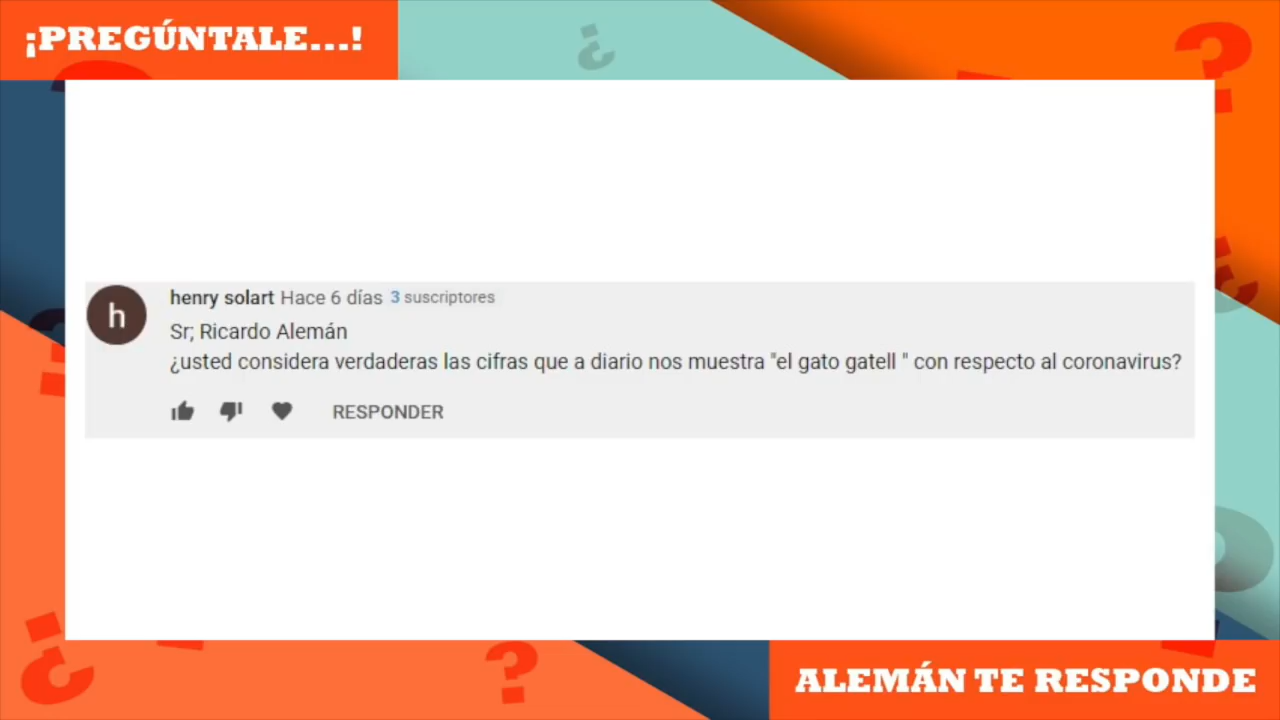 ¡PREGÚNTALE...!
henry solart Hace 6 días 3 suscriptores
Sr; Ricardo Alemán
¿usted considera verdaderas las cifras que a diario nos muestra "el gato gatell " con respecto al coronavirus?
RESPONDER
ALEMÁN TE RESPONDE